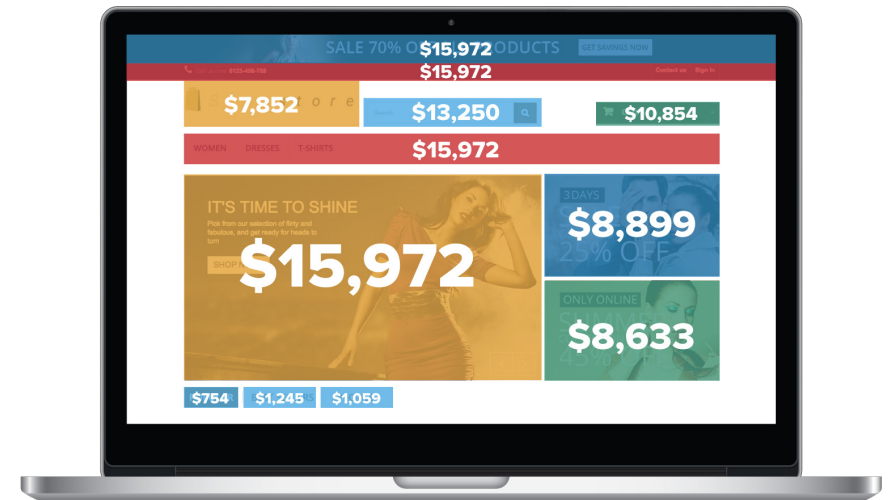 SALE 70% O $15,972 ODUCTS GET SAVINGS NOW
$15,972 Contact us Sign in
$7,852 t o r e
$13,250
$10,854
WOMEN DRESSES T-SHIRTS $15,972
IT'S TIME TO SHINE
Pick from our selection of flirty and
fabulous, and get ready for heads to
turn
SHOP
$15,972
3 DAYS
$8,899
25% OFF
ONLY ONLINE
$8,633
$754 $1,245 $1,059